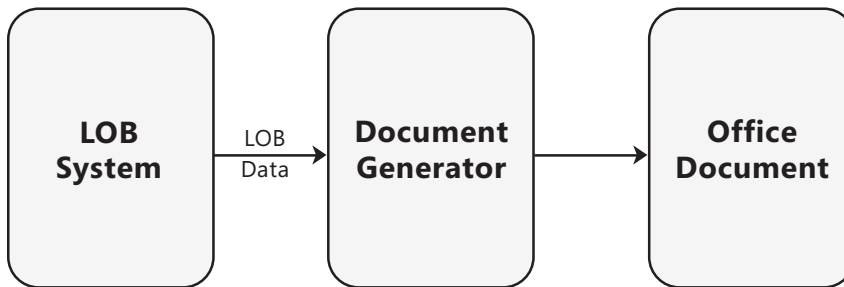 LOB
System
LOB
Data
Document
Generator
Office
Document